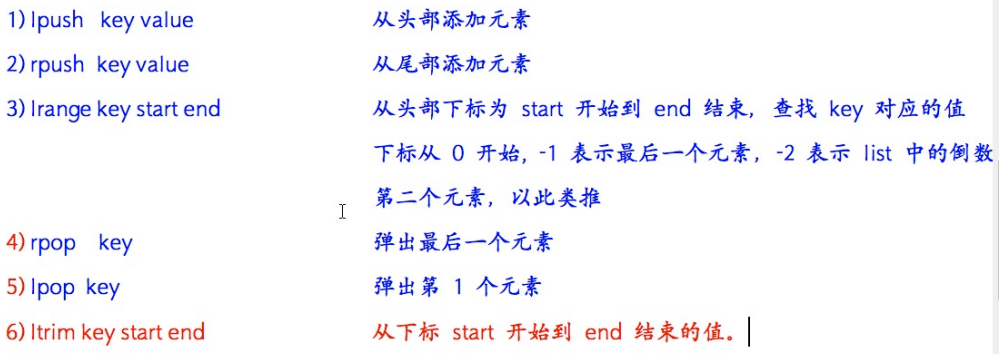 1) lpush key value 从头部添加元素
2) rpush key value 从尾部添加元素
3) lrange key start end 从头部下标为 start 开始到 end 结束, 查找 key 对应的值
下标从 0 开始, -1 表示最后一个元素, -2 表示 list 中的倒数
第二个元素, 以此类推
4) rpop key 弹出最后一个元素
5) lpop key 弹出第 1 个元素
6) ltrim key start end 从下标 start 开始到 end 结束的值。